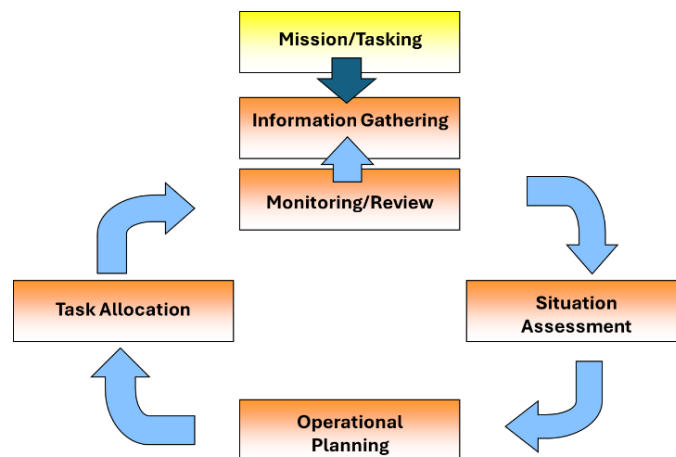 Mission/Tasking
Information Gathering
Monitoring/Review
Task Allocation
Situation
Assessment
Operational
Planning